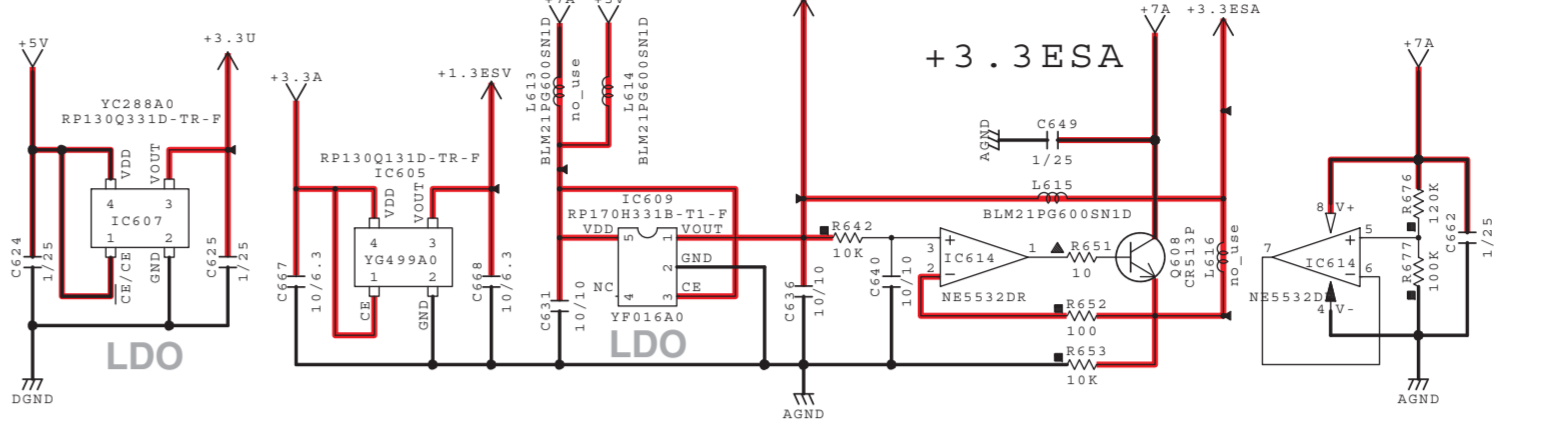 +5V
+3.3U
YC288A0
RP130Q331D-TR-F
VDD
VOUT
4
3
IC607
1
2
CE/CE
GND
C624
1/25
C625
1/25
LDO
DGND
+3.3A
+1.3ESV
RP130Q131D-TR-F
IC605
VDD
VOUT
4
3
YG499A0
1
2
CE
GND
C667
10/6.3
C668
10/6.3
+7A
L613
BLM21PG600SN1D
no_use
L614
BLM21PG600SN1D
IC609
RP170H331B-T1-F
VDD
5
1
VOUT
2
GND
NC
4
3
CE
YF016A0
LDO
C631
10/10
C636
10/10
AGND
+3.3ESA
R642
10K
C640
10/10
3
2
+
−
IC614
1
NE5532DR
R651
10
R652
100
R653
10K
AGND
C649
1/25
L615
BLM21PG600SN1D
+7A
+3.3ESA
Q608
CR513P
L616
no_use
+7A
8
V+
5
+
7
IC614
−
6
4
V-
R676
120K
R677
100K
C662
1/25
AGND